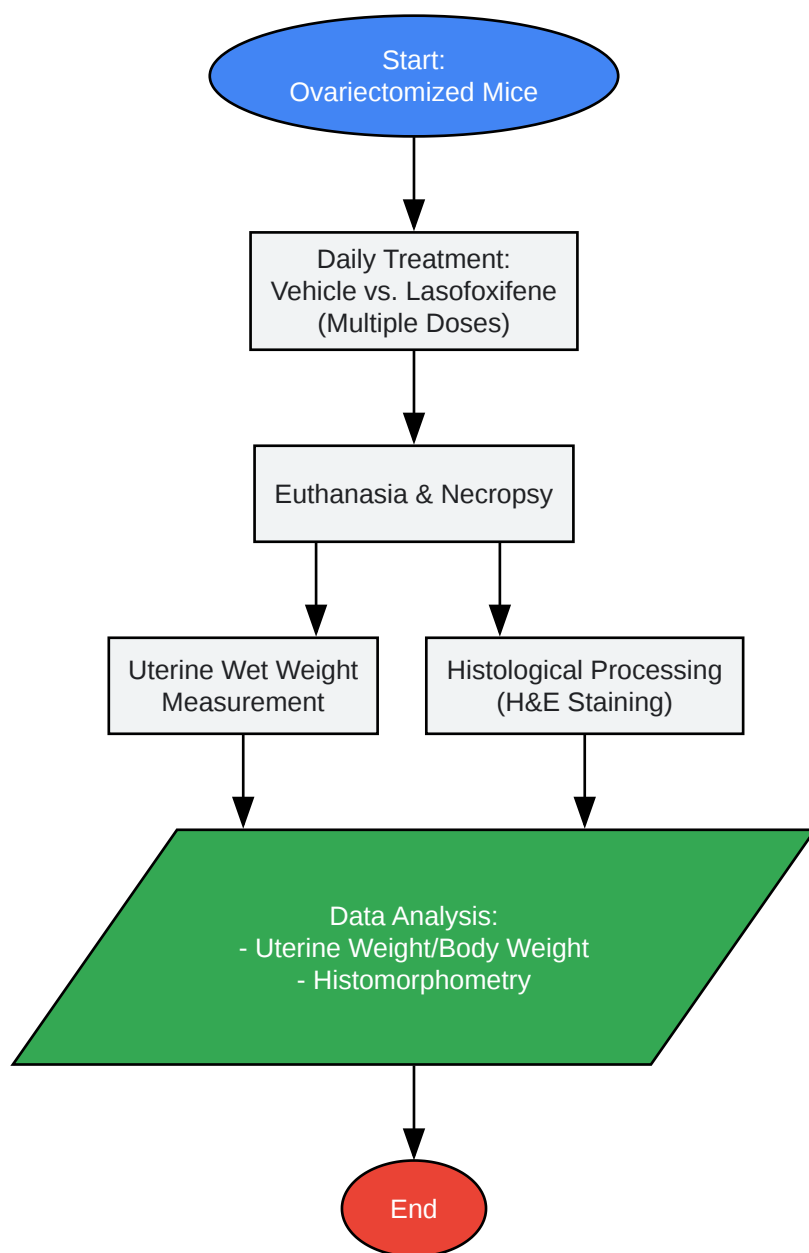 Start:
Ovariectomized Mice
Daily Treatment:
Vehicle vs. Lasofoxifene
(Multiple Doses)
Euthanasia & Necropsy
Uterine Wet Weight
Measurement
Histological Processing
(H&E Staining)
Data Analysis:
- Uterine Weight/Body Weight
- Histomorphometry
End